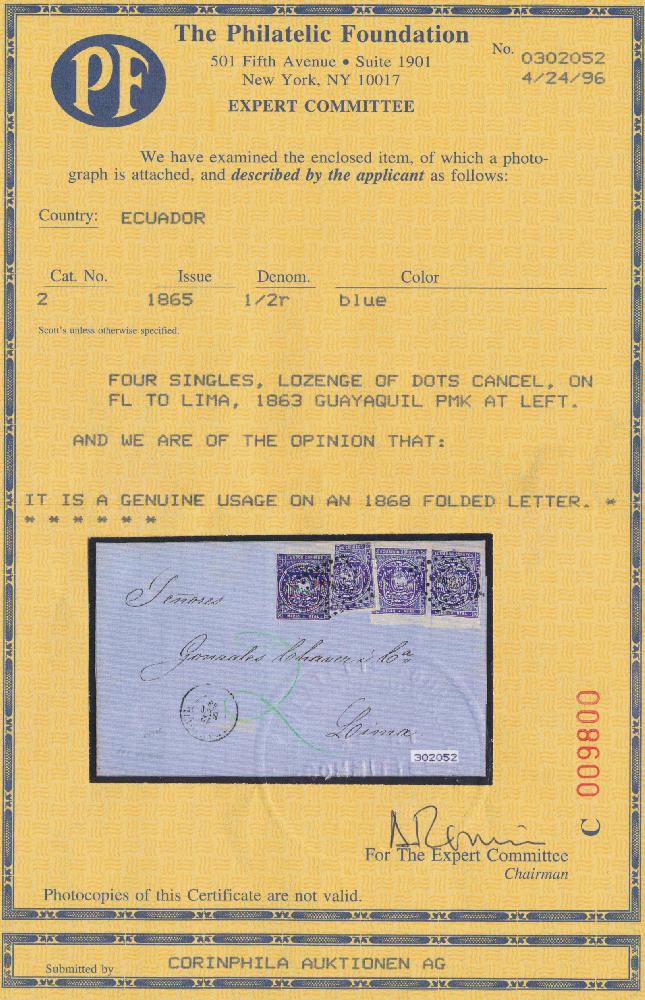 PF
The Philatelic Foundation
501 Fifth Avenue • Suite 1901
New York, NY 10017
EXPERT COMMITTEE
No. 0302052
4/24/96
We have examined the enclosed item, of which a photo-
graph is attached, and described by the applicant as follows:
Country: ECUADOR
Cat. No. Issue Denom. Color
2 1865 1/2r blue
Scott's unless otherwise specified.
FOUR SINGLES, LOZENGE OF DOTS CANCEL, ON
FL TO LIMA, 1863 GUAYAQUIL PMK AT LEFT.
AND WE ARE OF THE OPINION THAT:
IT IS A GENUINE USAGE ON AN 1868 FOLDED LETTER. *
* * * * * *
Señores
Gonzales Chavez & Ca
Lima
302052
C 009800
For The Expert Committee
Chairman
Photocopies of this Certificate are not valid.
Submitted by CORINPHILA AUKTIONEN AG